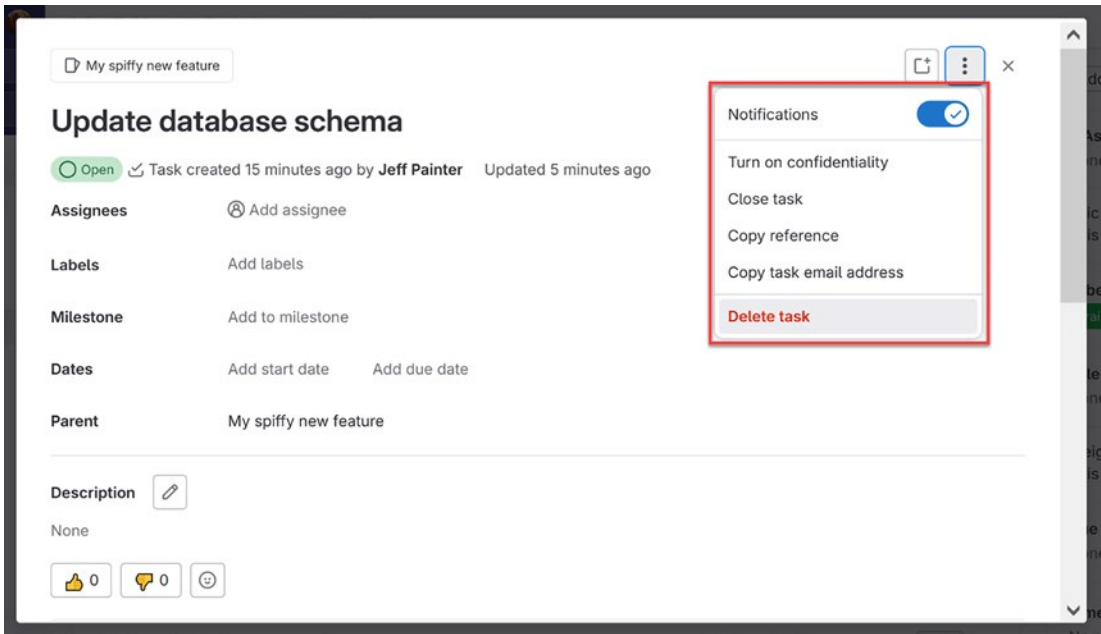 My spiffy new feature
Update database schema
Open Task created 15 minutes ago by Jeff Painter Updated 5 minutes ago
Assignees Add assignee
Labels Add labels
Milestone Add to milestone
Dates Add start date Add due date
Parent My spiffy new feature
Description
None
0 0
Notifications
Turn on confidentiality
Close task
Copy reference
Copy task email address
Delete task